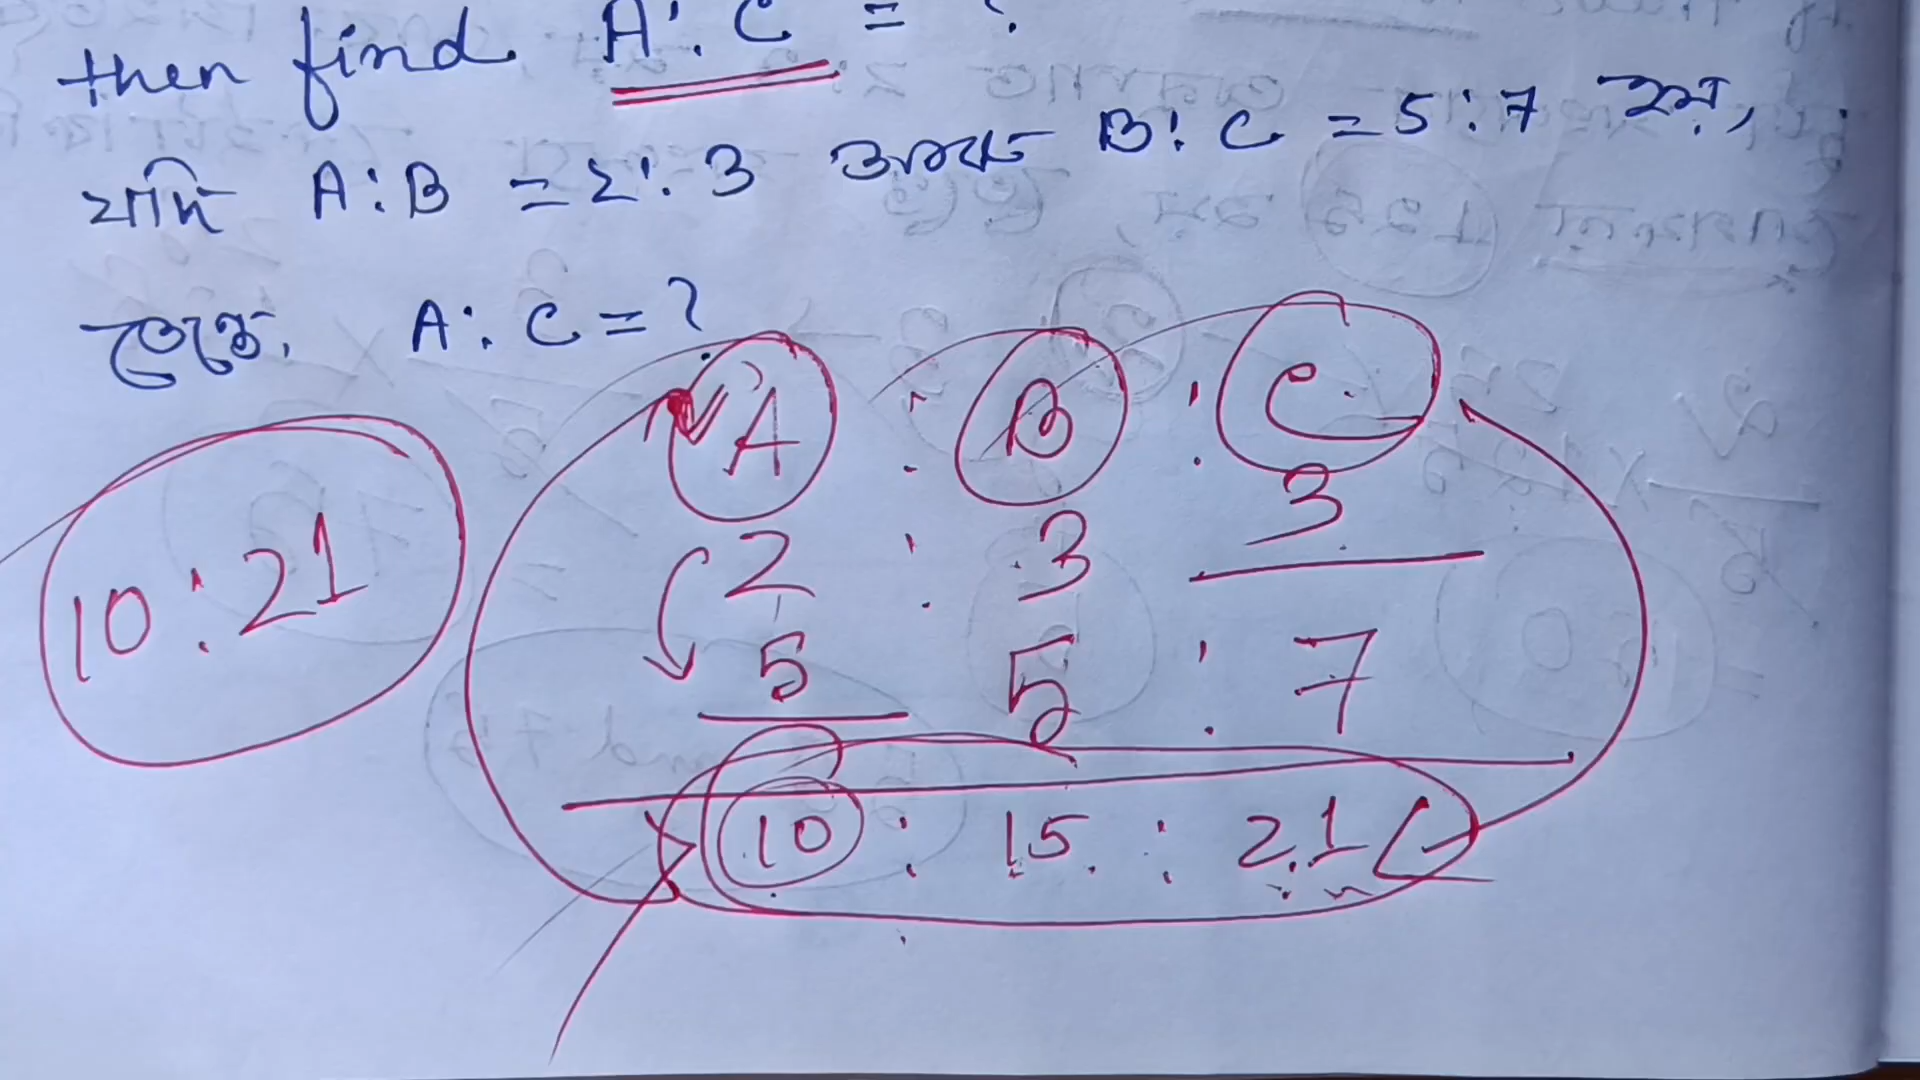 then find A : C = ?
যদি A : B = 2 : 3 এবং B : C = 5 : 7 হয়,
A : C = ?
A : B : C
2 : 3 3
5 5 : 7
10 : 15 : 21
10 : 21